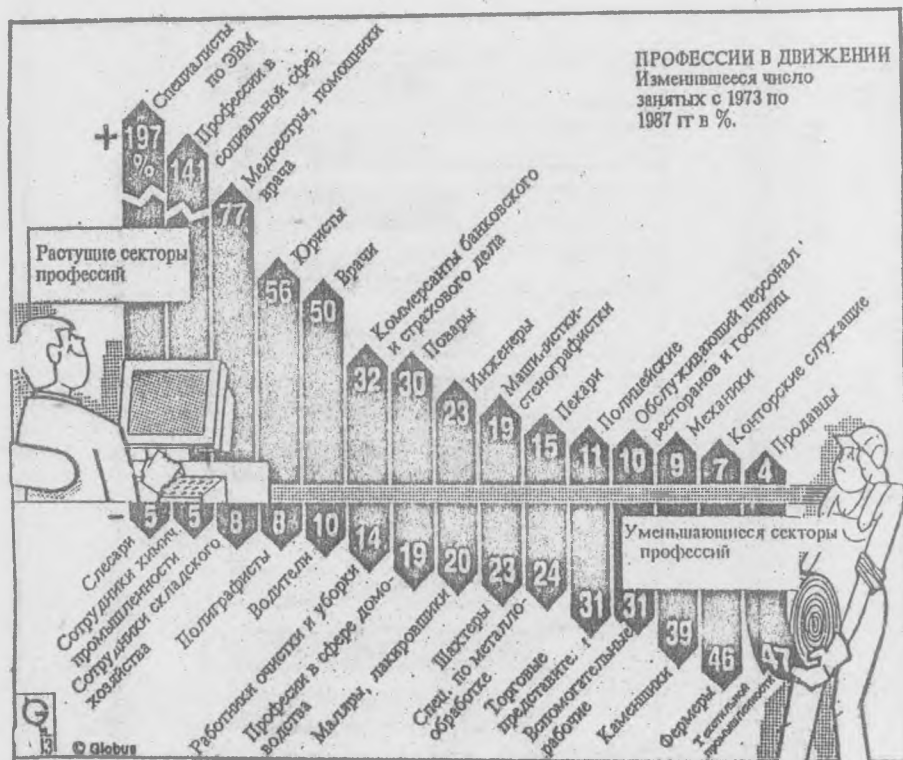 ПРОФЕССИИ В ДВИЖЕНИИ
Изменившееся число
занятых с 1973 по
1987 гг в %.
+
197
%
Специалисты
по ЭВМ
141
Профессии в
социальной сфер
77
Медсестры, помощники
врача
56
Юристы
50
Врачи
32
Коммерсанты банковского
и страхового дела
30
Повары
23
Инженеры
19
стенографистки
15
Пекари
11
Полицейские
10
Обслуживающий персонал
ресторанов и гостиниц
9
Механики
7
Конторские служащие
4
Продавцы
Растущие секторы
профессий
Уменьшающиеся секторы
профессий
-
5
Слесари
5
Сотрудники химич.
промышленности
8
Сотрудники складского
хозяйства
8
Полиграфисты
10
Водители
14
Работники очистки и уборки
19
Профессии в сфере домо-
водства
20
Маляры, лакировщики
23
Шахтеры
24
Спец. по металло-
обработке
31
Торговые
31
Вспомогательные
39
Каменщики
46
Фермеры
47
Текстильная
промышленность
© Globus